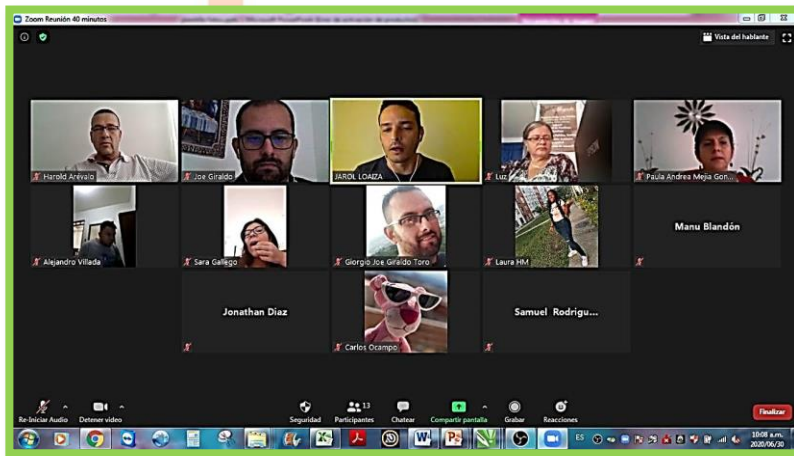 Zoom Reunión 40 minutos
Vista del hablante
Harold Arévalo
Joe Giraldo
JAROL LOAIZA
Luz
Paula Andrea Mejia Gon...
Alejandro Villada
Sara Gallego
Giorgio Joe Giraldo Toro
Laura HM
Manu Blandón
Jonathan Díaz
Carlos Ocampo
Samuel Rodrigu...
Re-Iniciar Audio
Detener video
Seguridad
Participantes
13
Chatear
Compartir pantalla
Grabar
Reacciones
Finalizar
ES
10:08 a.m.
2020/06/30